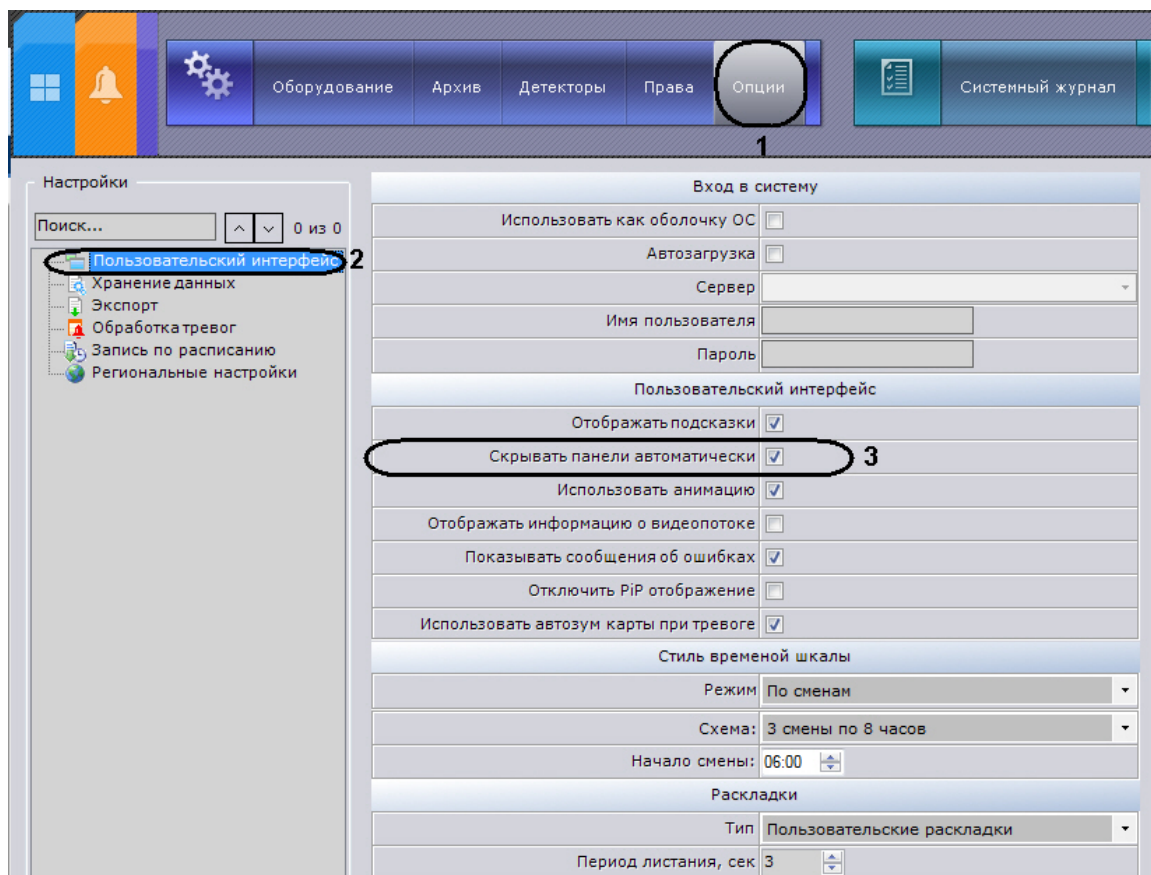 Оборудование Архив Детекторы Права Опции Системный журнал
1
Настройки
Поиск... 0 из 0
Пользовательский интерфейс 2
Хранение данных
Экспорт
Обработка тревог
Запись по расписанию
Региональные настройки
Вход в систему
Использовать как оболочку ОС
Автозагрузка
Сервер
Имя пользователя
Пароль
Пользовательский интерфейс
Отображать подсказки
Скрывать панели автоматически 3
Использовать анимацию
Отображать информацию о видеопотоке
Показывать сообщения об ошибках
Отключить PiP отображение
Использовать автозум карты при тревоге
Стиль временой шкалы
Режим По сменам
Схема: 3 смены по 8 часов
Начало смены: 06:00
Раскладки
Тип Пользовательские раскладки
Период листания, сек 3